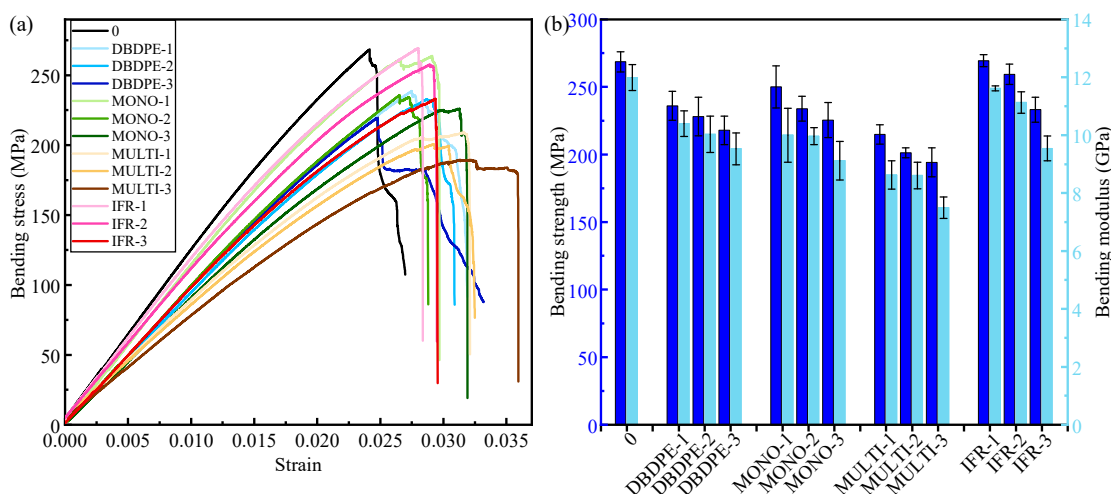 (a)
Bending stress (MPa)
250
200
150
100
50
0
0
DBDPE-1
DBDPE-2
DBDPE-3
MONO-1
MONO-2
MONO-3
MULTI-1
MULTI-2
MULTI-3
IFR-1
IFR-2
IFR-3
0.000 0.005 0.010 0.015 0.020 0.025 0.030 0.035
Strain
(b)
Bending strength (MPa)
300
250
200
150
100
50
0
Bending modulus (GPa)
14
12
10
8
6
4
2
0
0
DBDPE-1
DBDPE-2
DBDPE-3
MONO-1
MONO-2
MONO-3
MULTI-1
MULTI-2
MULTI-3
IFR-1
IFR-2
IFR-3